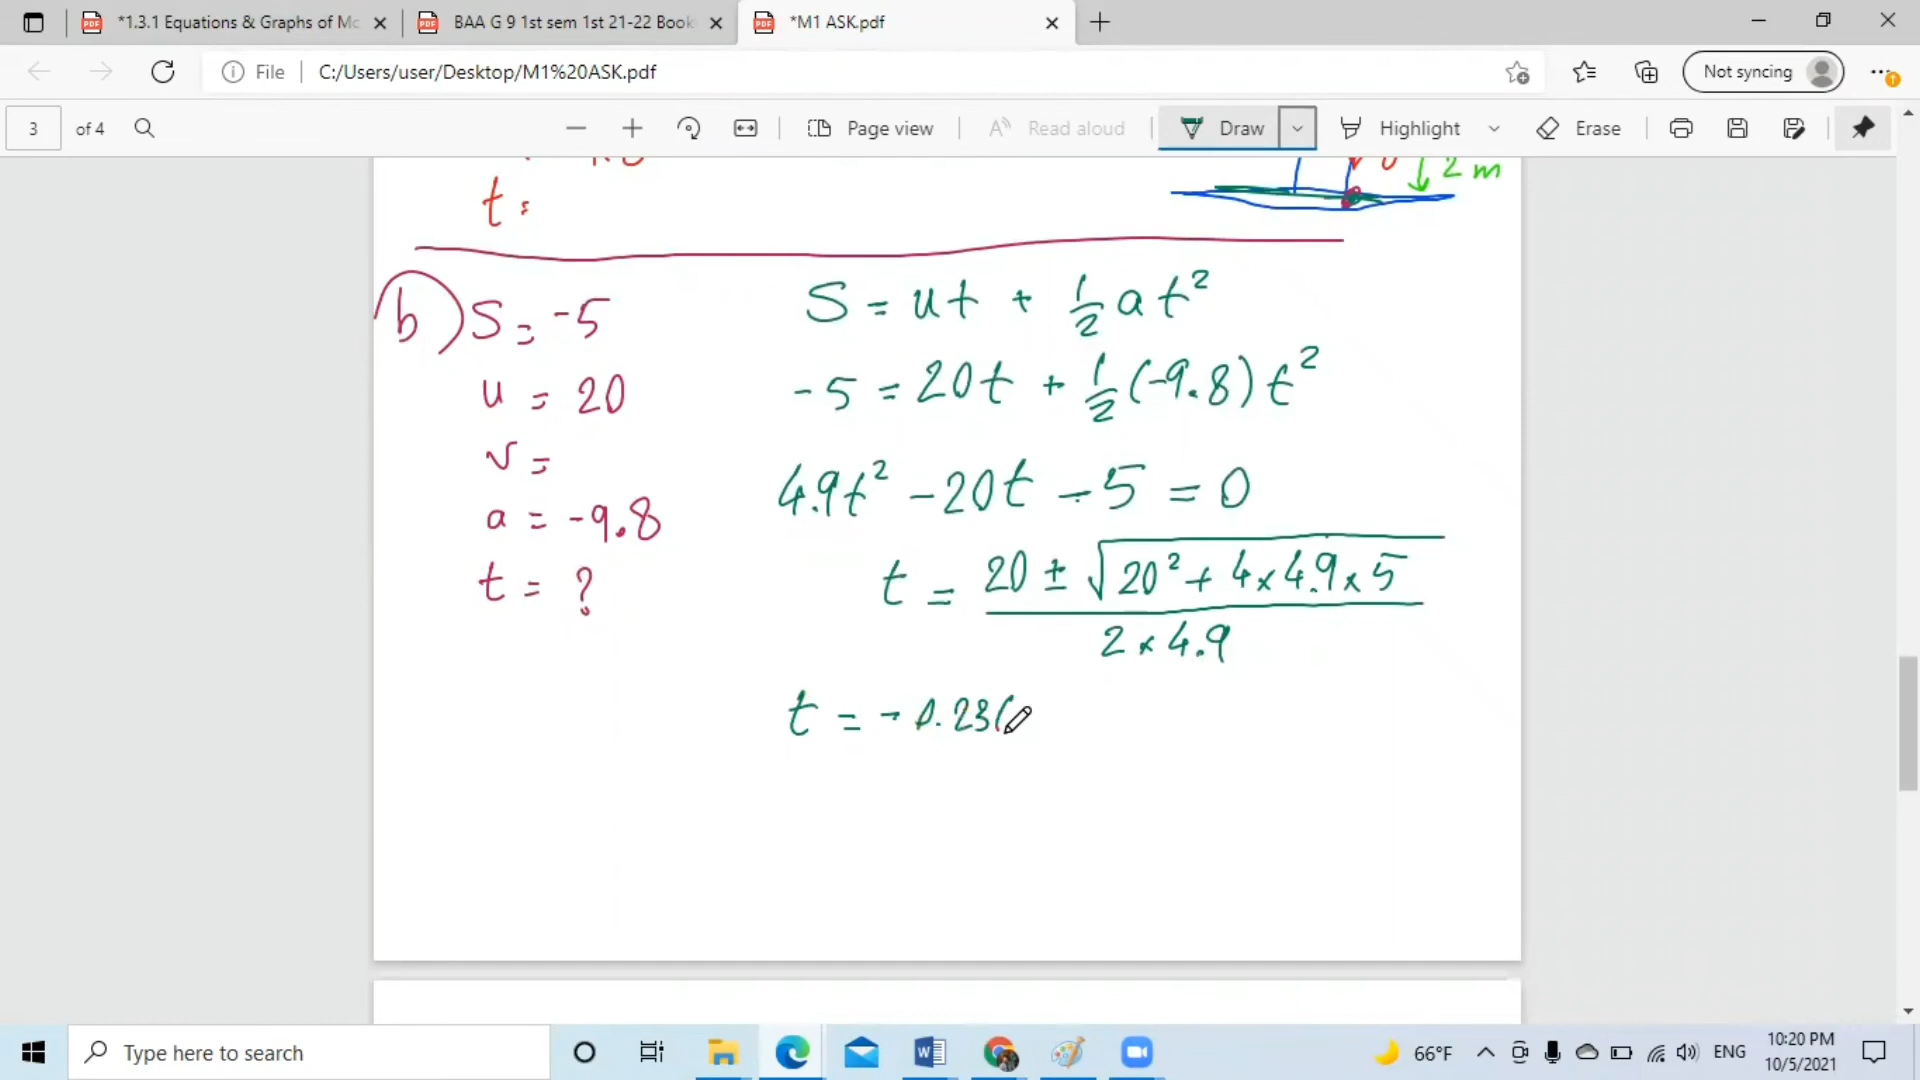 *1.3.1 Equations & Graphs of Mo
BAA G 9 1st sem 1st 21-22 Book
*M1 ASK.pdf
File
C:/Users/user/Desktop/M1%20ASK.pdf
Not syncing
3
of 4
Page view
Read aloud
Draw
Highlight
Erase
t =
2 m
b) S = -5
u = 20
v =
a = -9.8
t = ?
S = ut + 1/2 at²
-5 = 20t + 1/2 (-9.8)t²
4.9t² - 20t - 5 = 0
t = 20 ± √20² + 4 × 4.9 × 5
2 × 4.9
t = - 0.23
Type here to search
66°F
ENG
10:20 PM
10/5/2021